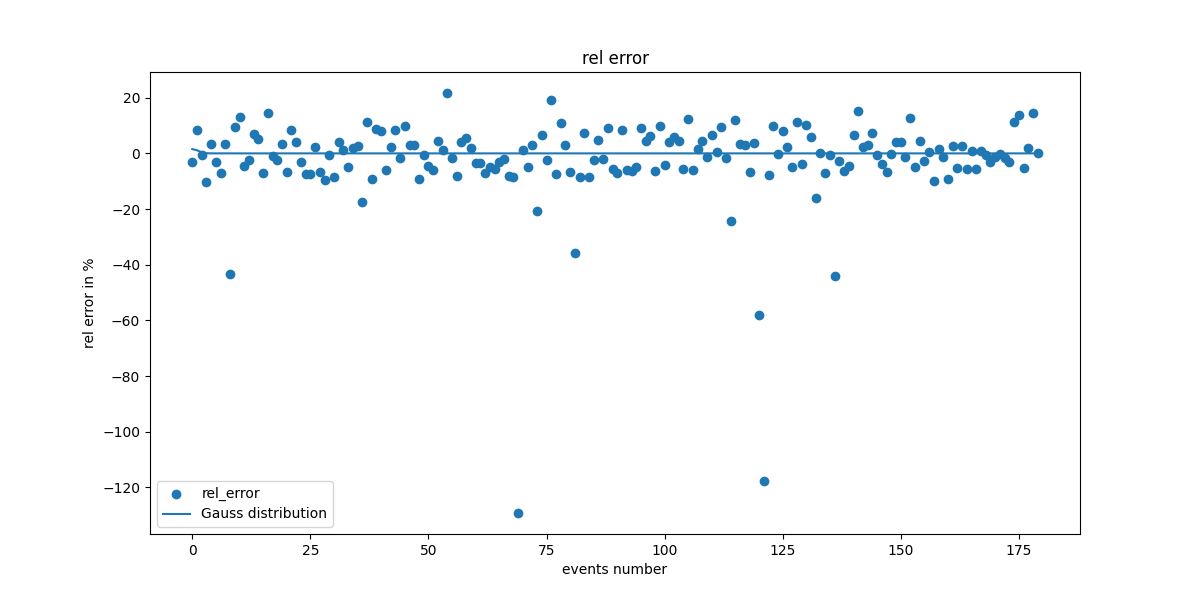 rel error
rel error in %
20
0
−20
−40
−60
−80
−100
−120
rel_error
Gauss distribution
0 25 50 75 100 125 150 175
events number